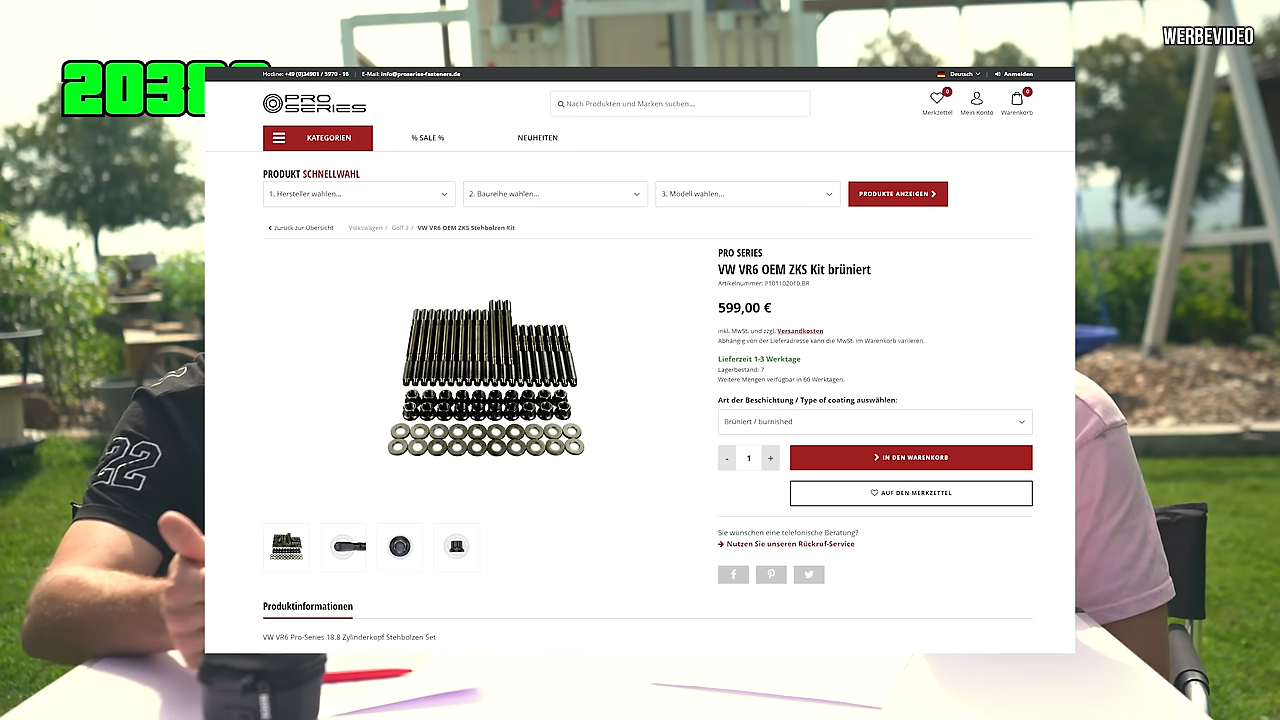 WERBEVIDEO
Hotline: +49 (0)34901 / 5970 - 16 | E-Mail: info@proseries-fasteners.de
Deutsch | Anmelden
PRO SERIES
Nach Produkten und Marken suchen...
0
0
Merkzettel Mein Konto Warenkorb
KATEGORIEN % SALE % NEUHEITEN
PRODUKT SCHNELLWAHL
1. Hersteller wählen... 2. Baureihe wählen... 3. Modell wählen... PRODUKTE ANZEIGEN
zurück zur Übersicht Volkswagen / Golf 3 / VW VR6 OEM ZKS Stehbolzen Kit
PRO SERIES
VW VR6 OEM ZKS Kit brüniert
Artikelnummer: P101102010.BR
599,00 €
inkl. MwSt. und zzgl. Versandkosten
Abhängig von der Lieferadresse kann die MwSt. im Warenkorb variieren.
Lieferzeit 1-3 Werktage
Lagerbestand: 7
Weitere Mengen verfügbar in 60 Werktagen.
Art der Beschichtung / Type of coating auswählen:
Brüniert / burnished
- 1 + IN DEN WARENKORB
AUF DEN MERKZETTEL
Sie wünschen eine telefonische Beratung?
Nutzen Sie unseren Rückruf-Service
Produktinformationen
VW VR6 Pro-Series 18.8 Zylinderkopf Stehbolzen Set
22